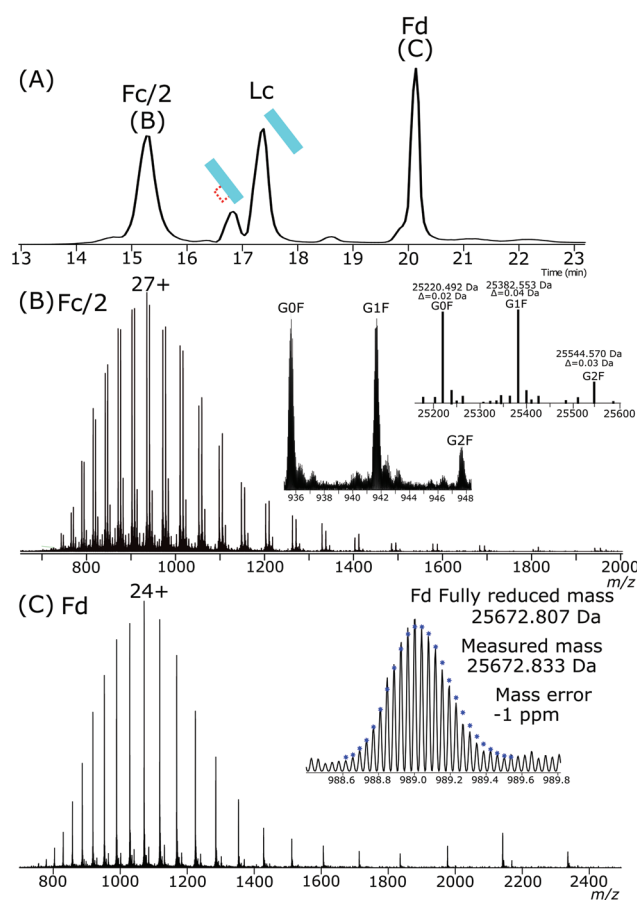 (A)
Fd
(C)
Fc/2
(B)
Lc
13 14 15 16 17 18 19 20 21 22 23
Time (min)
(B) Fc/2
27+
G0F
G1F
G2F
936 938 940 942 944 946 948
25220.492 Da
Δ=0.02 Da
G0F
25382.553 Da
Δ=0.04 Da
G1F
25544.570 Da
Δ=0.03 Da
G2F
25200 25300 25400 25500 25600
800 1000 1200 1400 1600 1800 2000
m/z
(C) Fd
24+
Fd Fully reduced mass
25672.807 Da
Measured mass
25672.833 Da
Mass error
-1 ppm
988.6 988.8 989.0 989.2 989.4 989.6 989.8
800 1000 1200 1400 1600 1800 2000 2200 2400
m/z